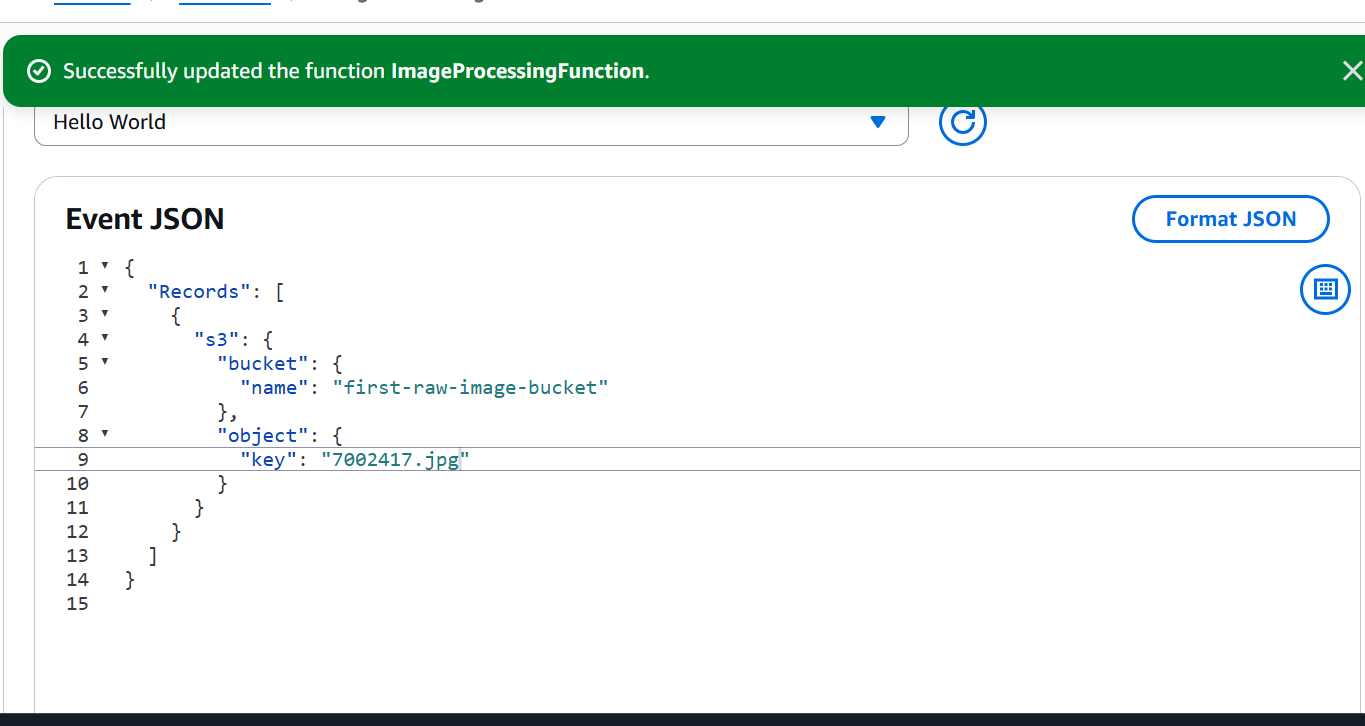 Successfully updated the function ImageProcessingFunction.
Hello World
Event JSON
Format JSON
1 {
2 "Records": [
3 {
4 "s3": {
5 "bucket": {
6 "name": "first-raw-image-bucket"
7 },
8 "object": {
9 "key": "7002417.jpg"
10 }
11 }
12 }
13 ]
14 }
15